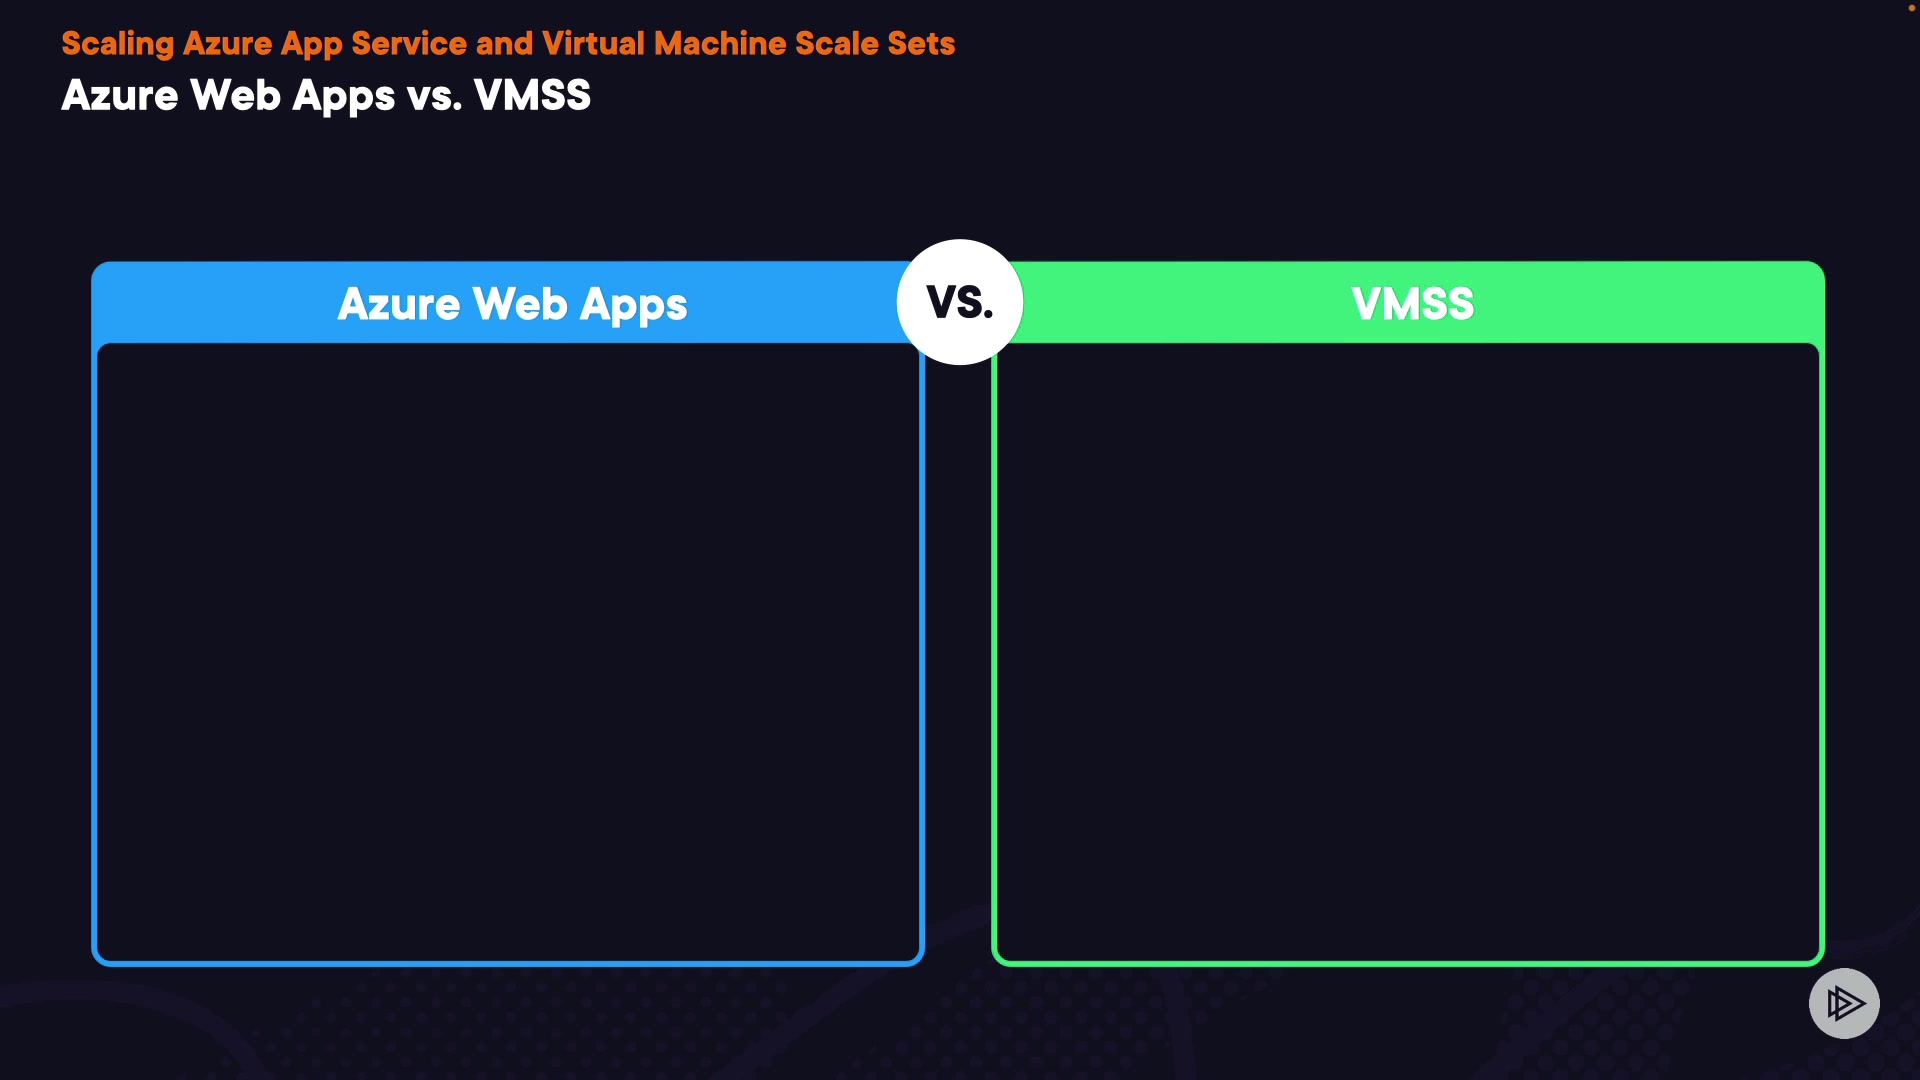 Scaling Azure App Service and Virtual Machine Scale Sets
Azure Web Apps vs. VMSS
Azure Web Apps
VS.
VMSS